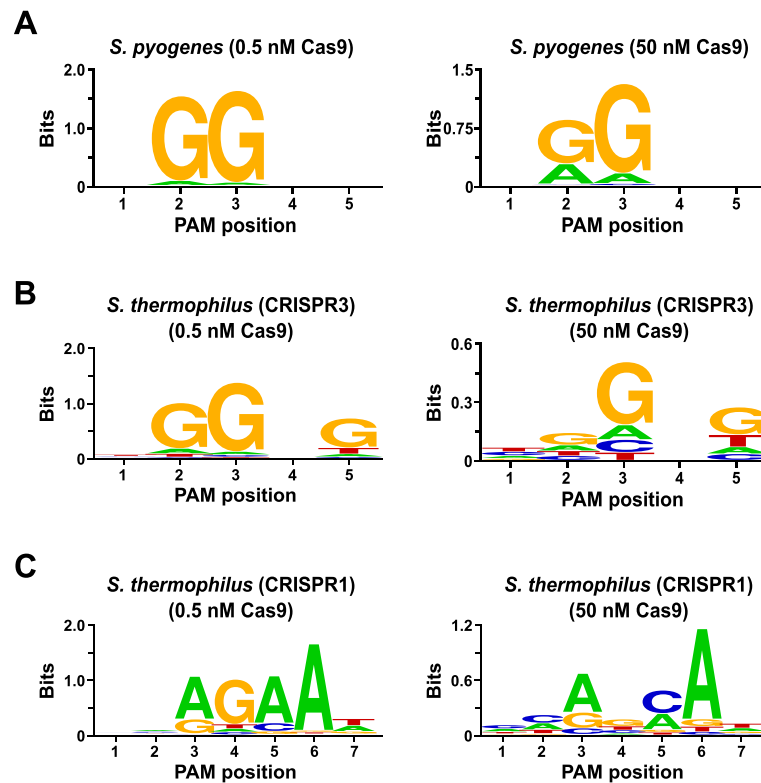 A
S. pyogenes (0.5 nM Cas9)
2.0
1.0
0
Bits
GG
A A
1 2 3 4 5
PAM position
S. pyogenes (50 nM Cas9)
1.5
0.75
0
Bits
GG
A A
1 2 3 4 5
PAM position
B
S. thermophilus (CRISPR3)
(0.5 nM Cas9)
2.0
1.0
0
Bits
G G G
A T
1 2 3 4 5
PAM position
S. thermophilus (CRISPR3)
(50 nM Cas9)
0.6
0.3
0
Bits
G G G
T A A T
C T C A
A C T C
1 2 3 4 5
PAM position
C
S. thermophilus (CRISPR1)
(0.5 nM Cas9)
2.0
1.0
0
Bits
A G A A T
G T C A
1 2 3 4 5 6 7
PAM position
S. thermophilus (CRISPR1)
(50 nM Cas9)
1.2
0.6
0
Bits
C C A G C A T
A G A G
T C T
1 2 3 4 5 6 7
PAM position